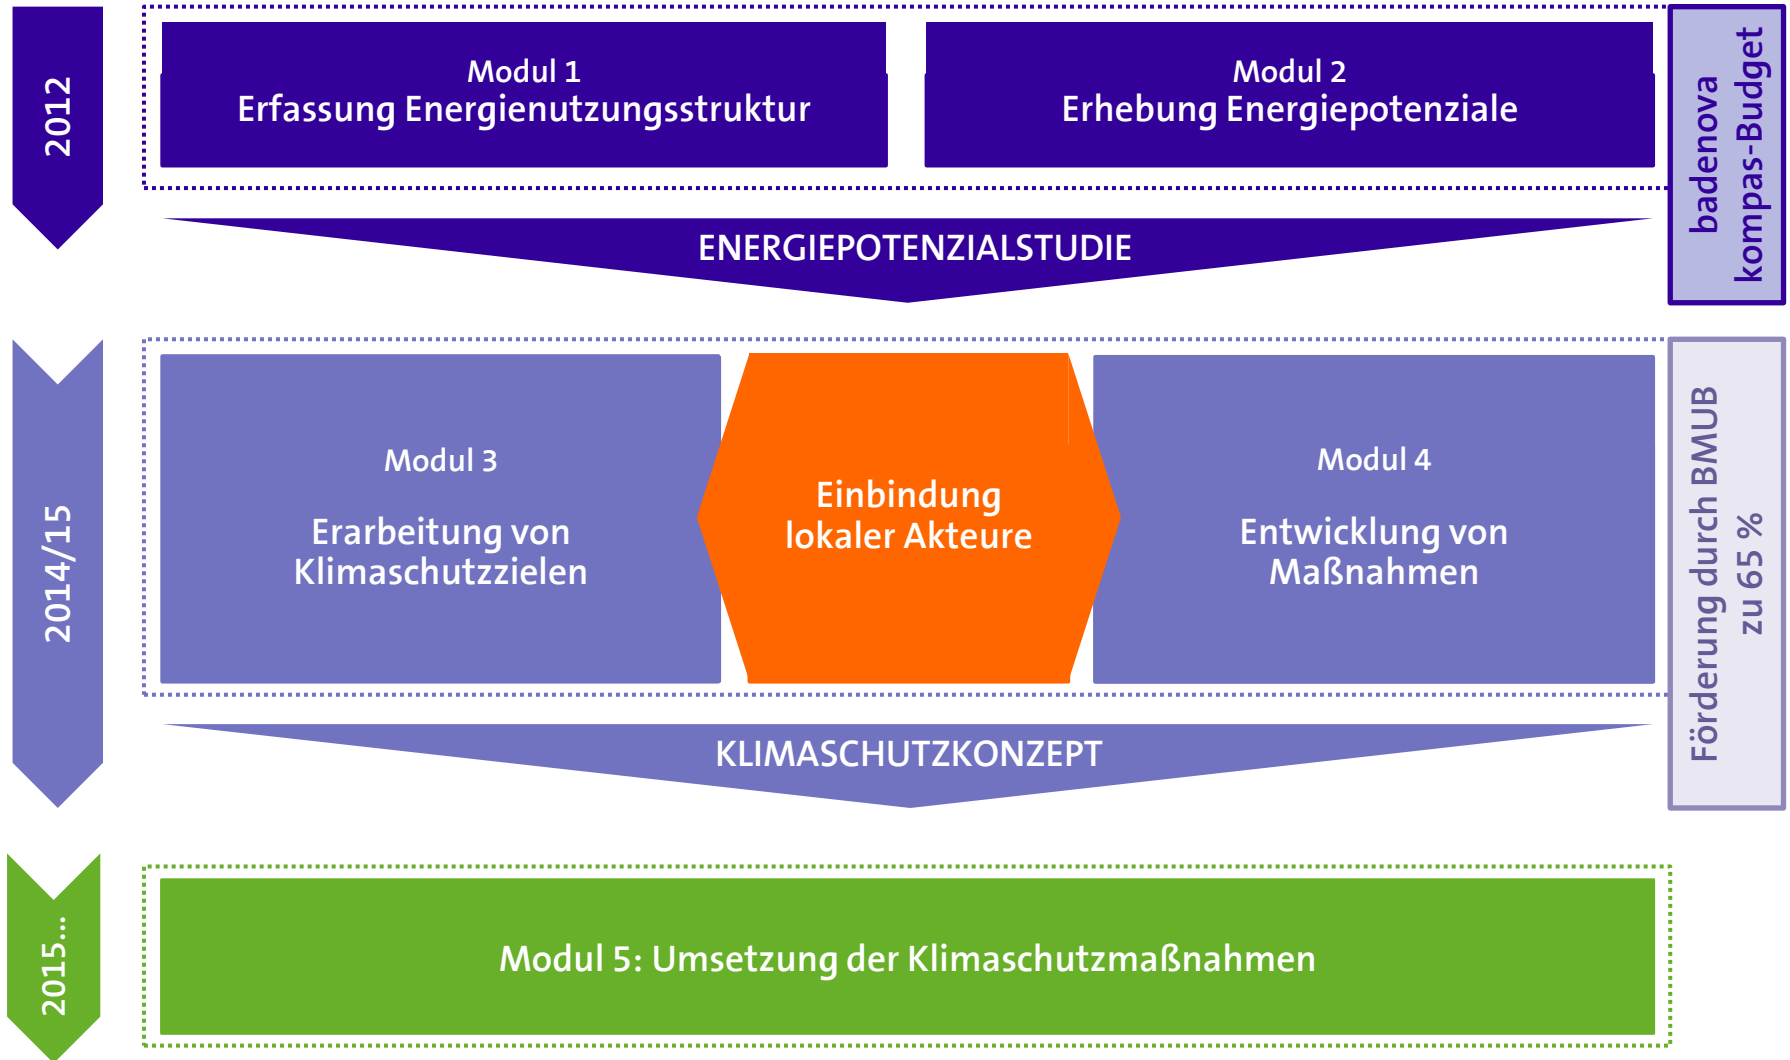 2012
Modul 1
Erfassung Energienutzungsstruktur
Modul 2
Erhebung Energiepotenziale
badenova
kompas-Budget
ENERGIEPOTENZIALSTUDIE
2014/15
Modul 3
Erarbeitung von
Klimaschutzzielen
Einbindung
lokaler Akteure
Modul 4
Entwicklung von
Maßnahmen
Förderung durch BMUB
zu 65 %
KLIMASCHUTZKONZEPT
2015...
Modul 5: Umsetzung der Klimaschutzmaßnahmen